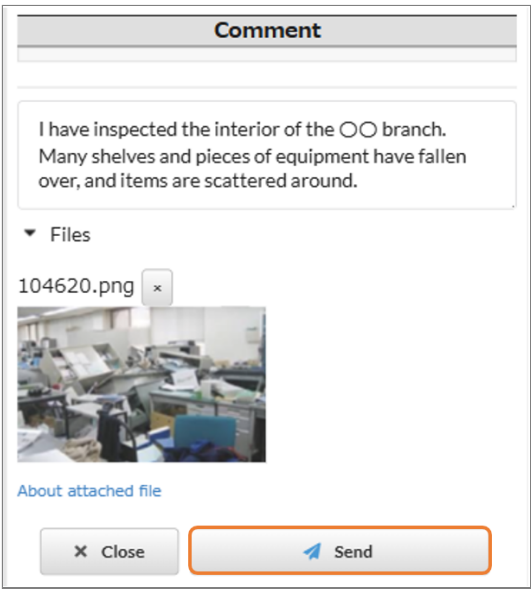 Comment
I have inspected the interior of the 〇〇 branch.
Many shelves and pieces of equipment have fallen
over, and items are scattered around.
Files
104620.png ×
About attached file
× Close
Send